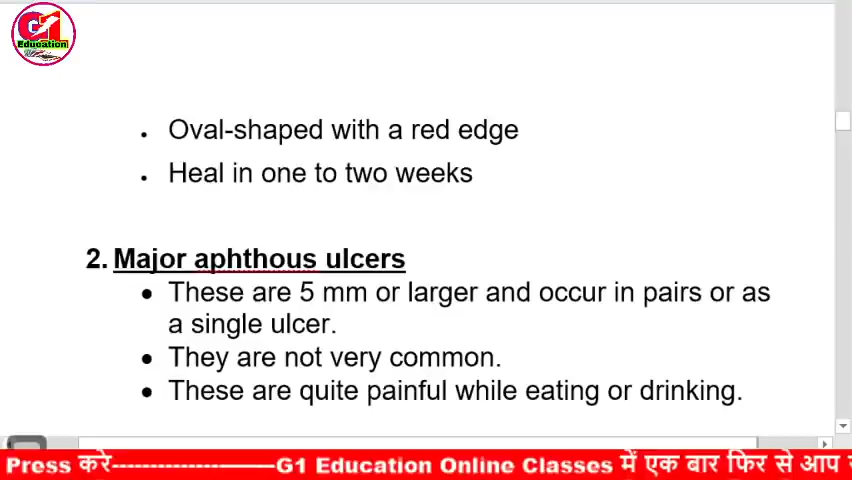 G1
Education
Oval-shaped with a red edge
Heal in one to two weeks
2. Major aphthous ulcers
These are 5 mm or larger and occur in pairs or as
a single ulcer.
They are not very common.
These are quite painful while eating or drinking.
Press करे-----------------------G1 Education Online Classes में एक बार फिर से आप